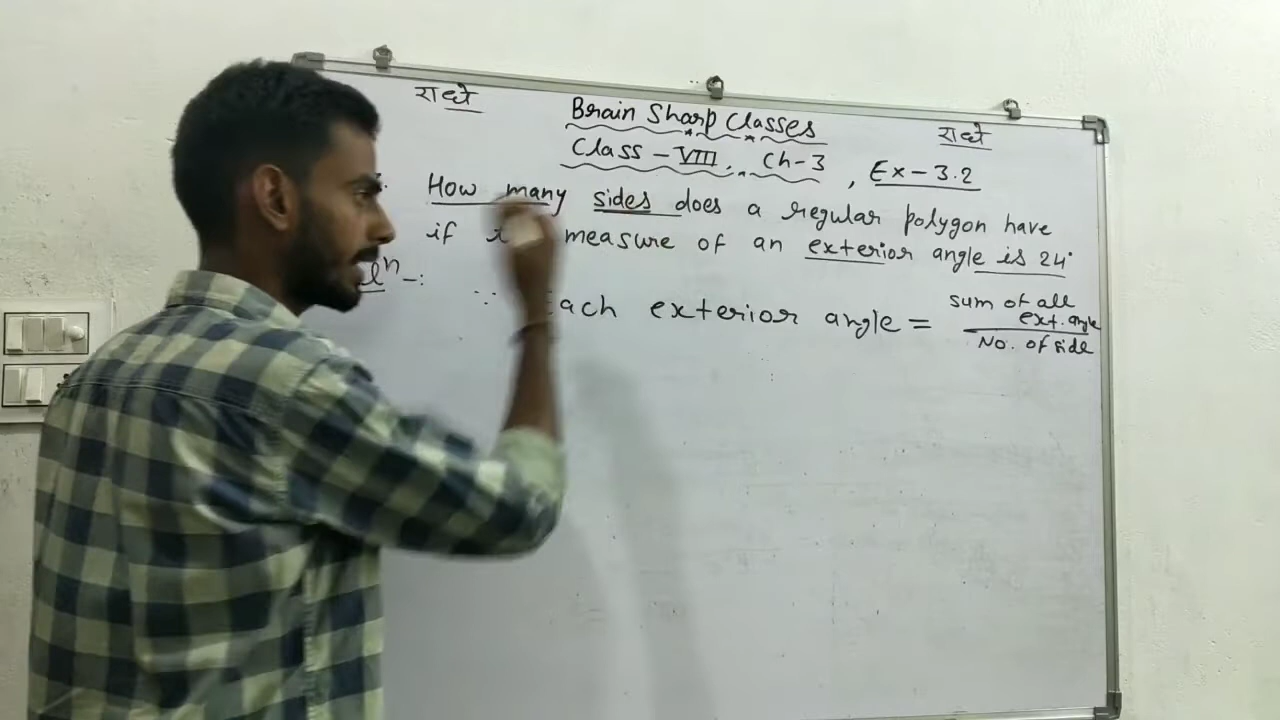 राधे
Brain Sharp Classes
राधे
Class - VIII, Ch-3, Ex-3.2
How many sides does a regular polygon have
if measure of an exterior angle is 24°
lⁿ -:
∵ ach exterior angle = sum of all
ext. angle
No. of side